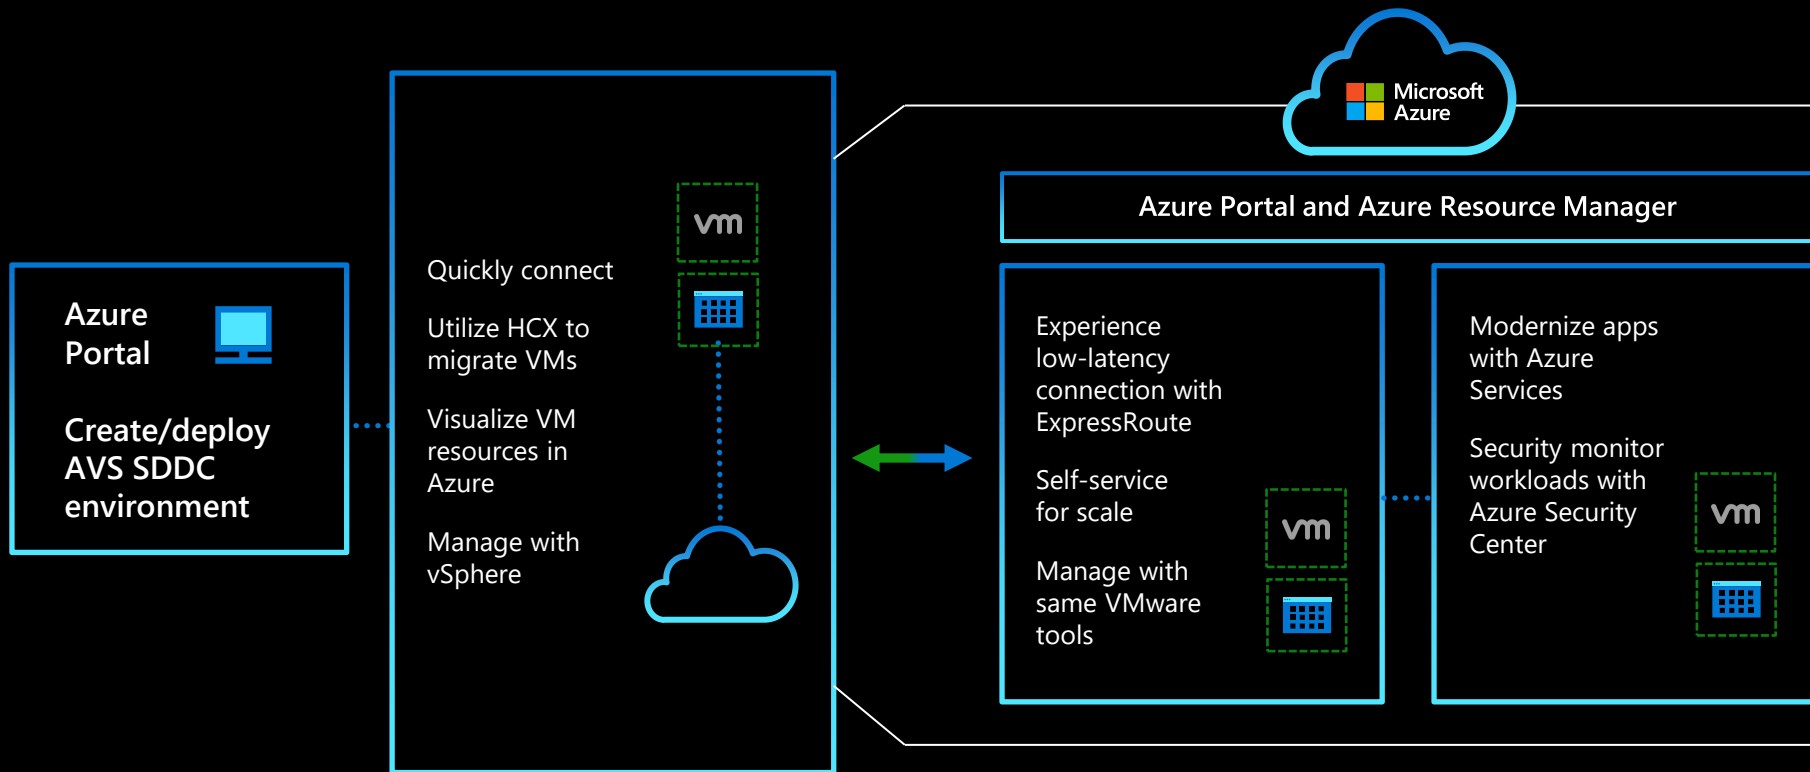 Azure
Portal
Create/deploy
AVS SDDC
environment
Quickly connect
Utilize HCX to
migrate VMs
Visualize VM
resources in
Azure
Manage with
vSphere
vm
Microsoft
Azure
Azure Portal and Azure Resource Manager
Experience
low-latency
connection with
ExpressRoute
Self-service
for scale
Manage with
same VMware
tools
vm
Modernize apps
with Azure
Services
Security monitor
workloads with
Azure Security
Center
vm